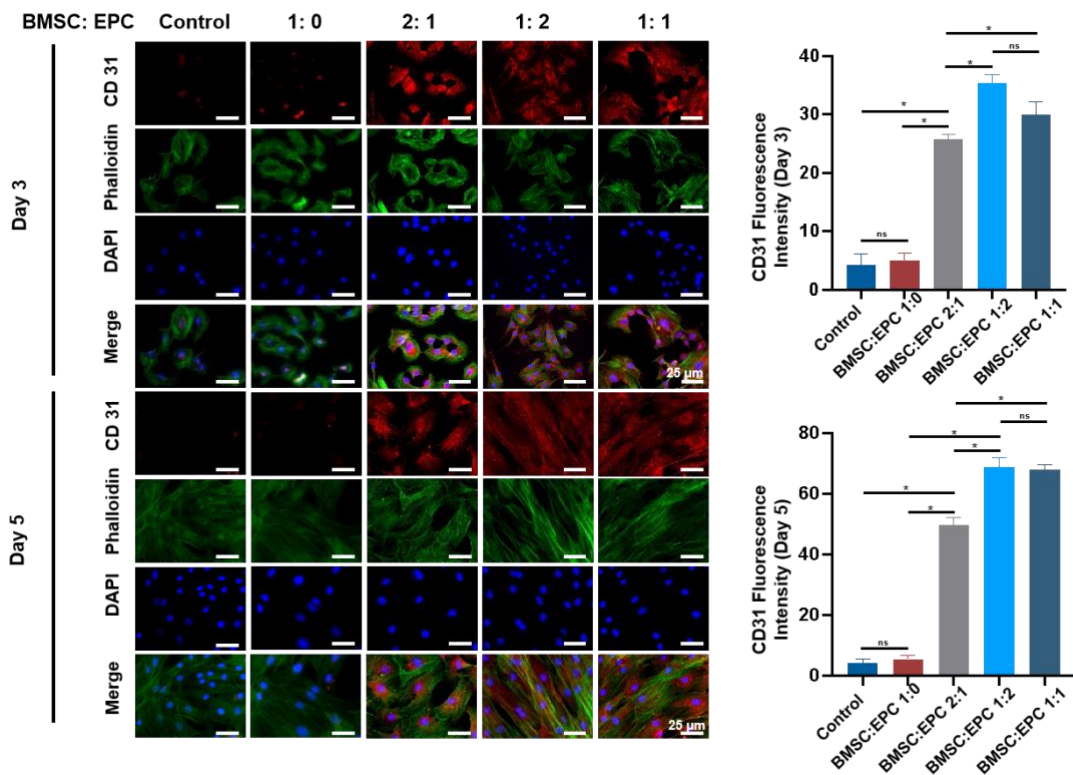 BMSC: EPC Control 1: 0 2: 1 1: 2 1: 1
Day 3
CD 31
Phalloidin
DAPI
Merge
25 μm
Day 5
CD 31
Phalloidin
DAPI
Merge
25 μm
CD31 Fluorescence
Intensity (Day 3)
40
30
20
10
0
*
ns
*
*
*
ns
Control
BMSC:EPC 1:0
BMSC:EPC 2:1
BMSC:EPC 1:2
BMSC:EPC 1:1
CD31 Fluorescence
Intensity (Day 5)
80
60
40
20
0
*
ns
*
*
*
*
ns
Control
BMSC:EPC 1:0
BMSC:EPC 2:1
BMSC:EPC 1:2
BMSC:EPC 1:1